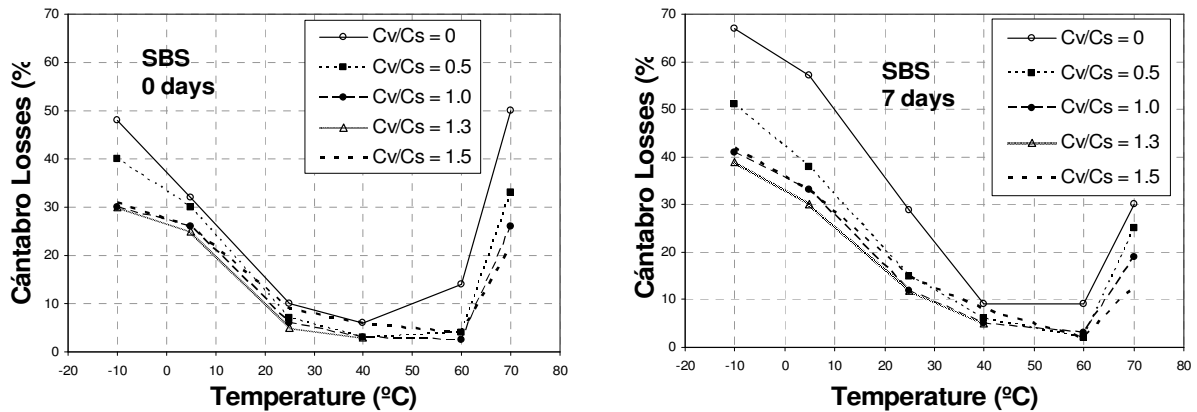 70
60
50
40
30
20
10
0
-20 -10 0 10 20 30 40 50 60 70 80
Cántabro Losses (%
Temperature (ºC)
SBS
0 days
Cv/Cs = 0
Cv/Cs = 0.5
Cv/Cs = 1.0
Cv/Cs = 1.3
Cv/Cs = 1.5
70
60
50
40
30
20
10
0
-20 -10 0 10 20 30 40 50 60 70 80
Cántabro Losses (%
Temperature (ºC)
SBS
7 days
Cv/Cs = 0
Cv/Cs = 0.5
Cv/Cs = 1.0
Cv/Cs = 1.3
Cv/Cs = 1.5